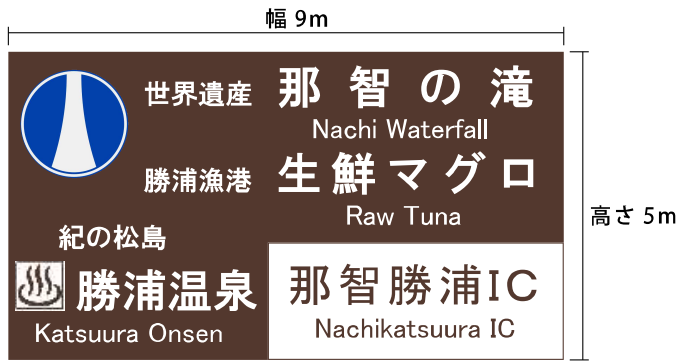 幅 9m
世界遺産 那智の滝
Nachi Waterfall
勝浦漁港 生鮮マグロ
Raw Tuna
高さ 5m
紀の松島
勝浦温泉
Katsuura Onsen
那智勝浦IC
Nachikatsuura IC